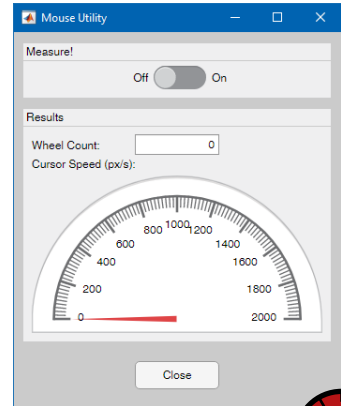 Mouse Utility
Measure!
Off On
Results
Wheel Count: 0
Cursor Speed (px/s):
0
200
400
600
800
1000
1200
1400
1600
1800
2000
Close